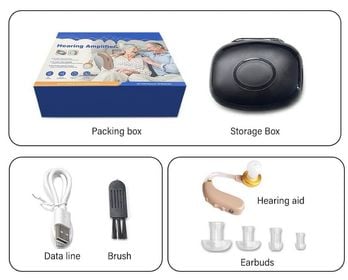 Hearing Amplifier
Packing box
Storage Box
Data line
Brush
Hearing aid
Earbuds